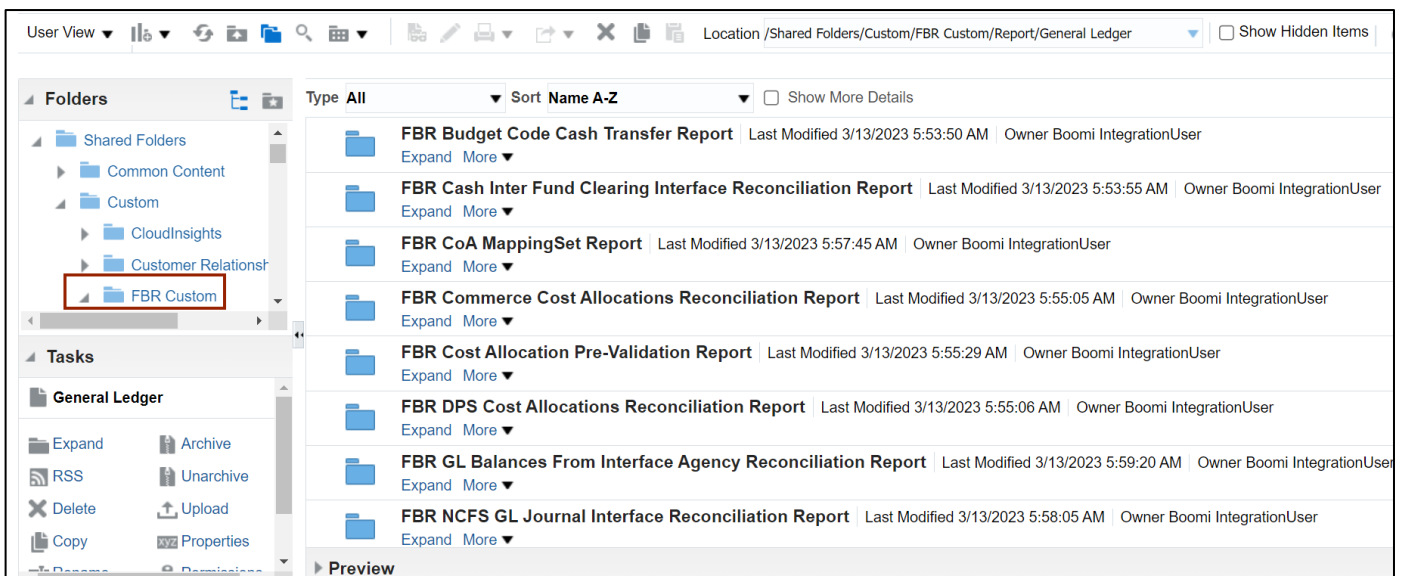 User View
Location /Shared Folders/Custom/FBR Custom/Report/General Ledger
Show Hidden Items
Folders
Shared Folders
Common Content
Custom
CloudInsights
Customer Relationsh
FBR Custom
Tasks
General Ledger
Expand Archive
RSS Unarchive
Delete Upload
Copy xyz Properties
Type All Sort Name A-Z Show More Details
FBR Budget Code Cash Transfer Report Last Modified 3/13/2023 5:53:50 AM Owner Boomi IntegrationUser
Expand More
FBR Cash Inter Fund Clearing Interface Reconciliation Report Last Modified 3/13/2023 5:53:55 AM Owner Boomi IntegrationUser
Expand More
FBR CoA MappingSet Report Last Modified 3/13/2023 5:57:45 AM Owner Boomi IntegrationUser
Expand More
FBR Commerce Cost Allocations Reconciliation Report Last Modified 3/13/2023 5:55:05 AM Owner Boomi IntegrationUser
Expand More
FBR Cost Allocation Pre-Validation Report Last Modified 3/13/2023 5:55:29 AM Owner Boomi IntegrationUser
Expand More
FBR DPS Cost Allocations Reconciliation Report Last Modified 3/13/2023 5:55:06 AM Owner Boomi IntegrationUser
Expand More
FBR GL Balances From Interface Agency Reconciliation Report Last Modified 3/13/2023 5:59:20 AM Owner Boomi IntegrationUser
Expand More
FBR NCFS GL Journal Interface Reconciliation Report Last Modified 3/13/2023 5:58:05 AM Owner Boomi IntegrationUser
Expand More
Preview